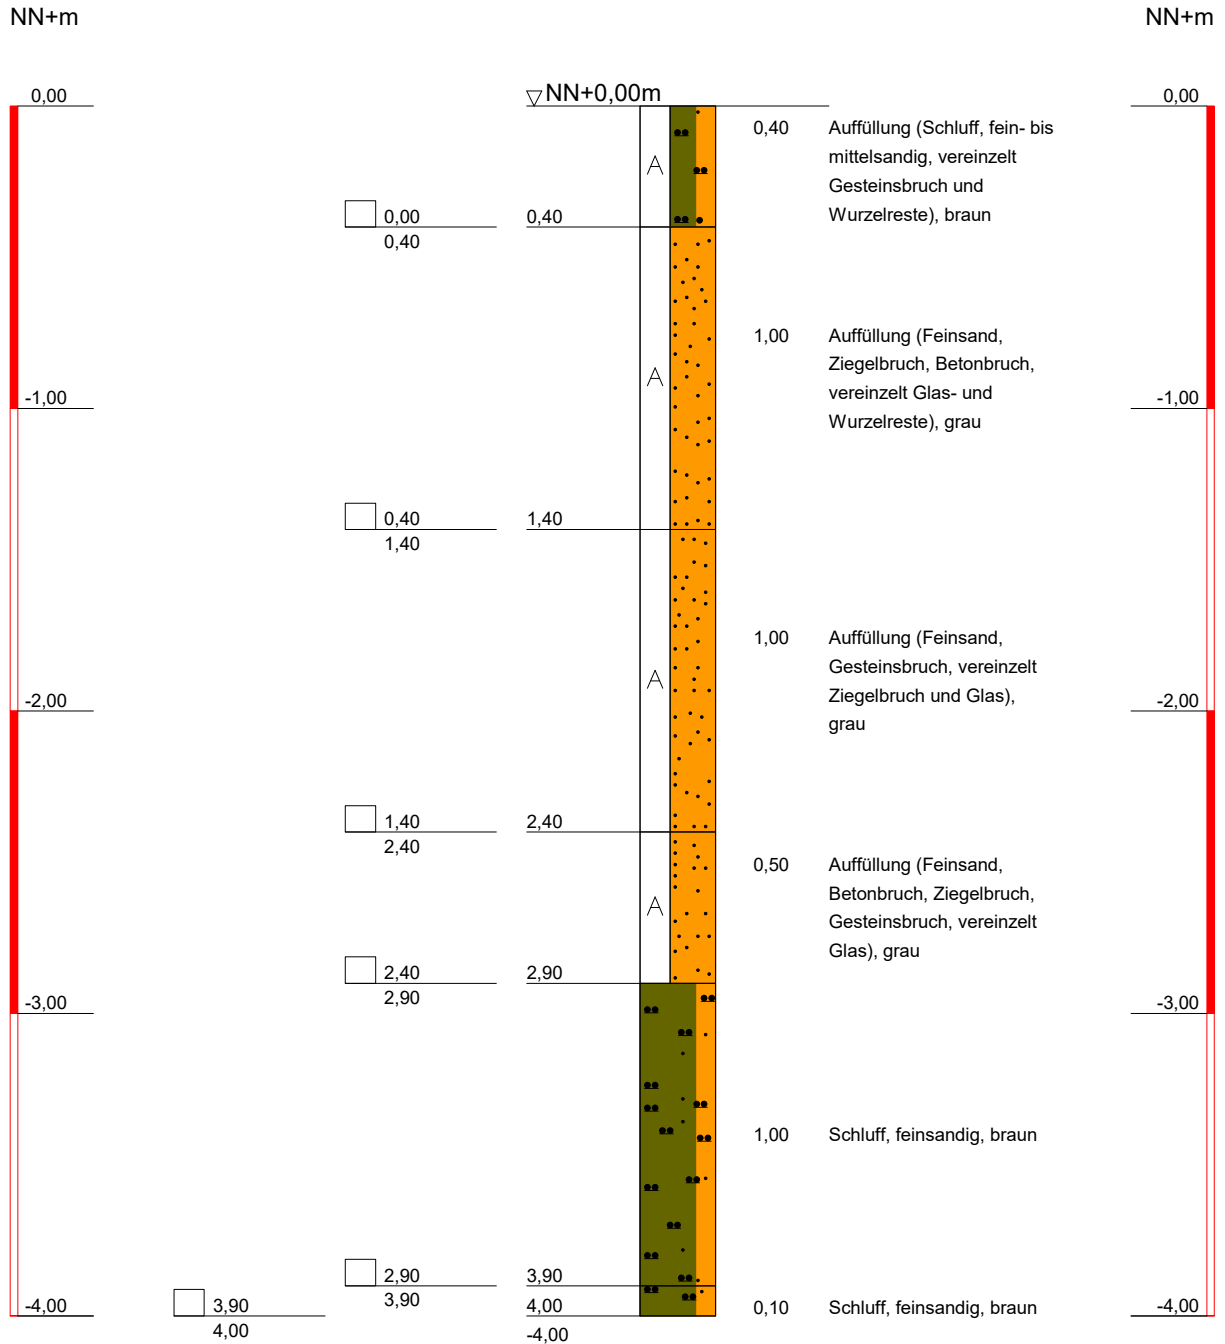 NN+m
NN+m
0,00
NN+0,00m
0,00
0,40
Auffüllung (Schluff, fein- bis
mittelsandig, vereinzelt
Gesteinsbruch und
Wurzelreste), braun
A
0,00
0,40
0,40
1,00
Auffüllung (Feinsand,
Ziegelbruch, Betonbruch,
vereinzelt Glas- und
Wurzelreste), grau
A
-1,00
-1,00
0,40
1,40
1,40
1,00
Auffüllung (Feinsand,
Gesteinsbruch, vereinzelt
Ziegelbruch und Glas),
grau
A
-2,00
-2,00
1,40
2,40
2,40
0,50
Auffüllung (Feinsand,
Betonbruch, Ziegelbruch,
Gesteinsbruch, vereinzelt
Glas), grau
A
2,40
2,90
2,90
-3,00
-3,00
1,00
Schluff, feinsandig, braun
2,90
3,90
3,90
-4,00
3,90
4,00
4,00
-4,00
0,10
Schluff, feinsandig, braun
-4,00